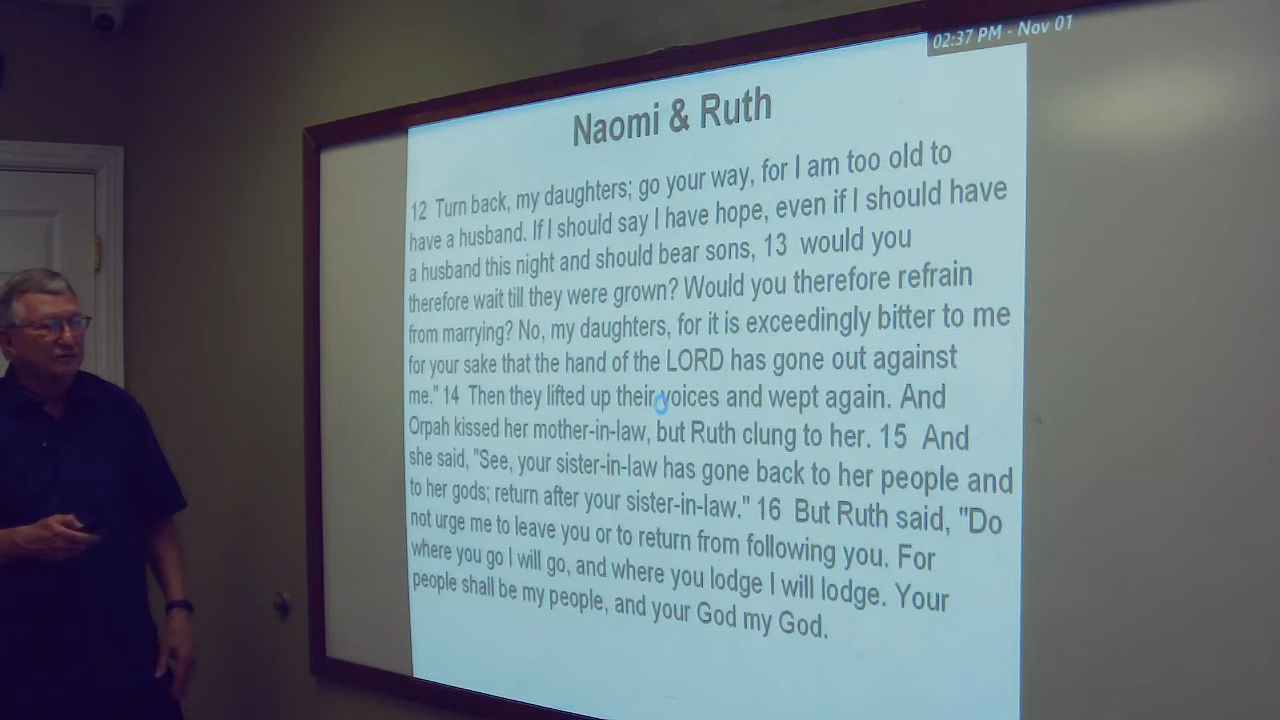 02:37 PM - Nov 01
Naomi & Ruth
12 Turn back, my daughters; go your way, for I am too old to
have a husband. If I should say I have hope, even if I should have
a husband this night and should bear sons, 13 would you
therefore wait till they were grown? Would you therefore refrain
from marrying? No, my daughters, for it is exceedingly bitter to me
for your sake that the hand of the LORD has gone out against
me." 14 Then they lifted up their voices and wept again. And
Orpah kissed her mother-in-law, but Ruth clung to her. 15 And
she said, "See, your sister-in-law has gone back to her people and
to her gods; return after your sister-in-law." 16 But Ruth said, "Do
not urge me to leave you or to return from following you. For
where you go I will go, and where you lodge I will lodge. Your
people shall be my people, and your God my God.